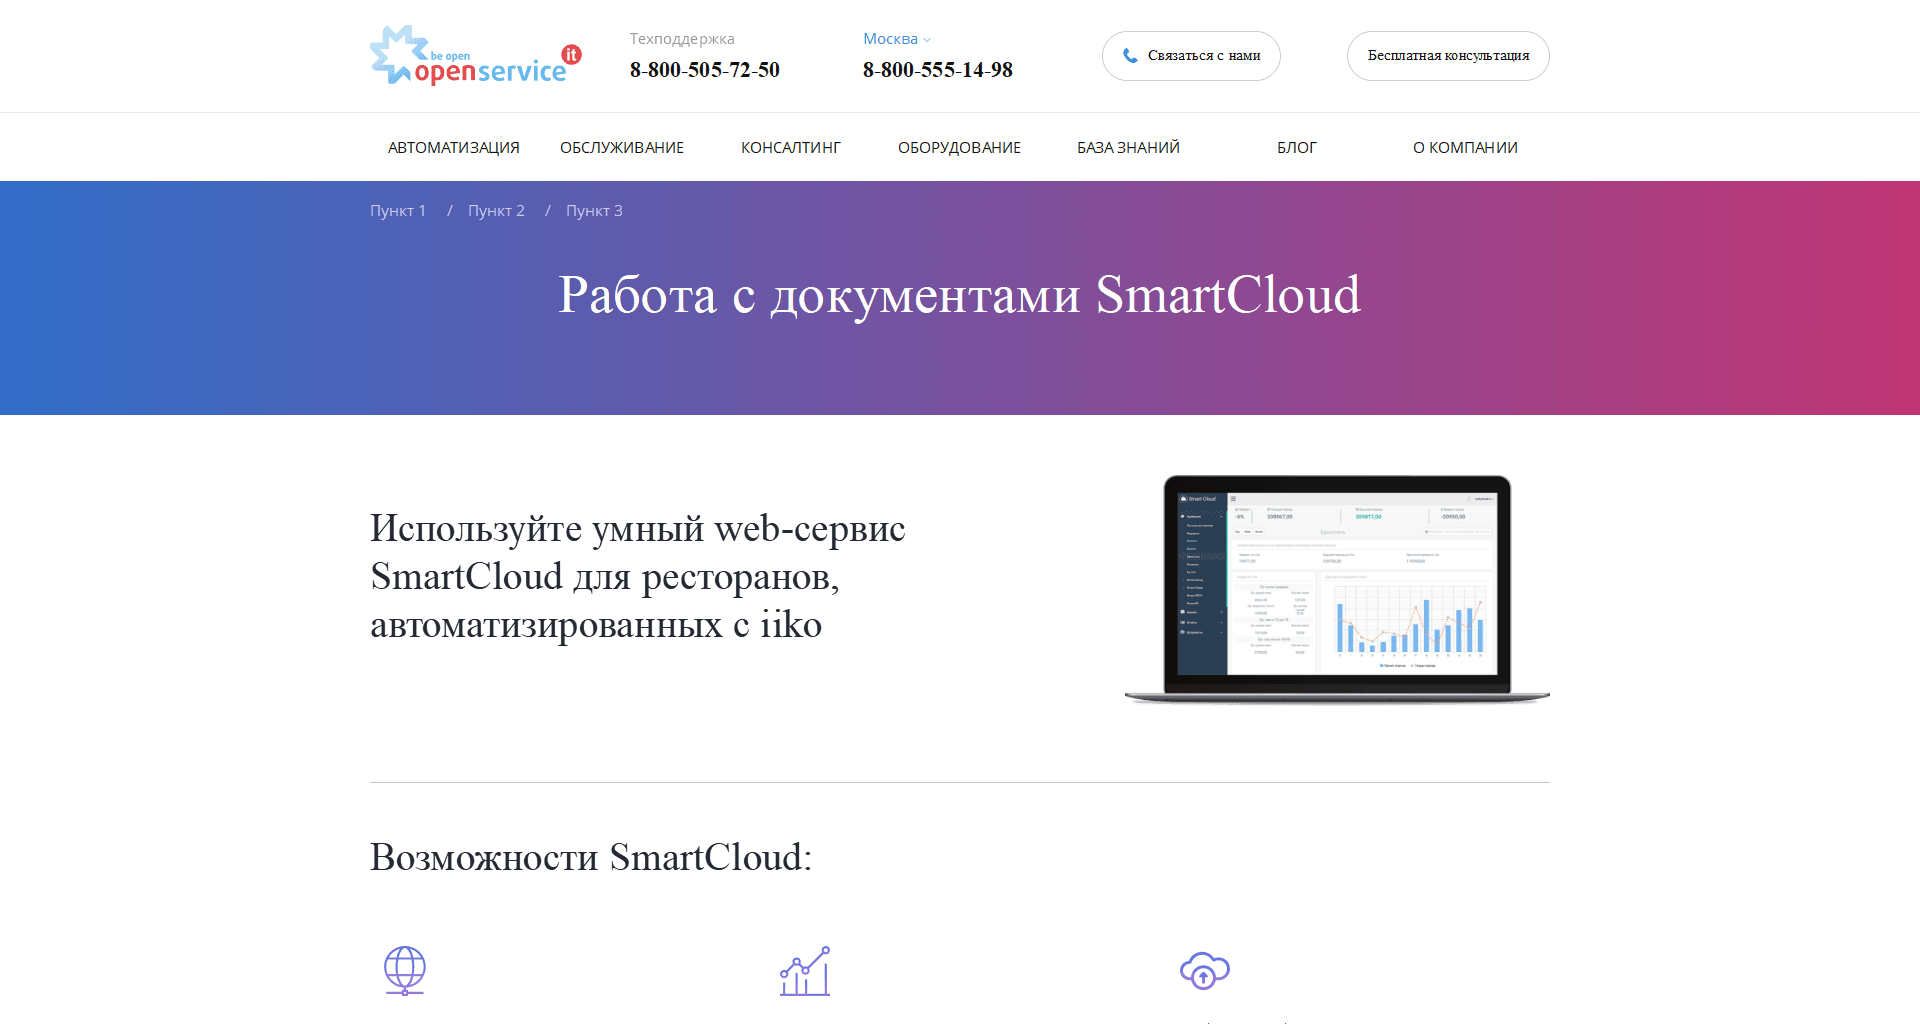 be open
openservice it
Техподдержка
8-800-505-72-50
Москва
8-800-555-14-98
Связаться с нами
Бесплатная консультация
АВТОМАТИЗАЦИЯ ОБСЛУЖИВАНИЕ КОНСАЛТИНГ ОБОРУДОВАНИЕ БАЗА ЗНАНИЙ БЛОГ О КОМПАНИИ
Пункт 1 / Пункт 2 / Пункт 3
Работа с документами SmartCloud
Используйте умный web-сервис
SmartCloud для ресторанов,
автоматизированных с iiko
Smart Cloud
Возможности SmartCloud: